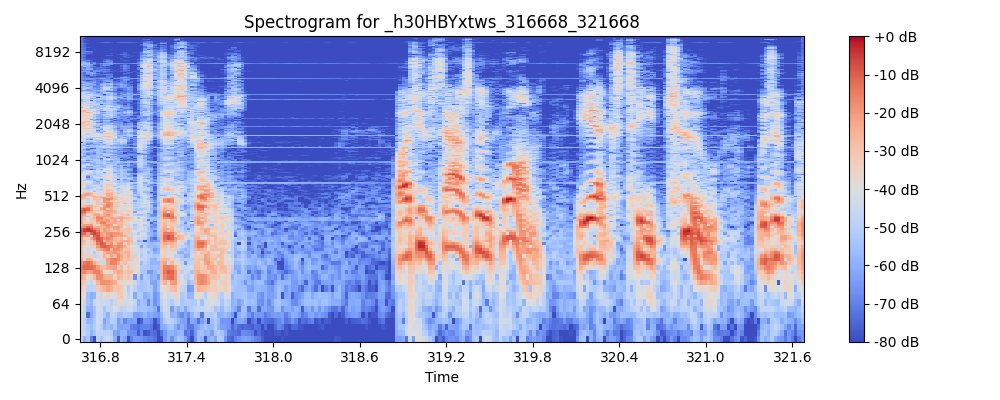 Spectrogram for _h30HBYxtws_316668_321668
8192
4096
2048
1024
512
256
128
64
0
Hz
316.8 317.4 318.0 318.6 319.2 319.8 320.4 321.0 321.6
Time
+0 dB
-10 dB
-20 dB
-30 dB
-40 dB
-50 dB
-60 dB
-70 dB
-80 dB